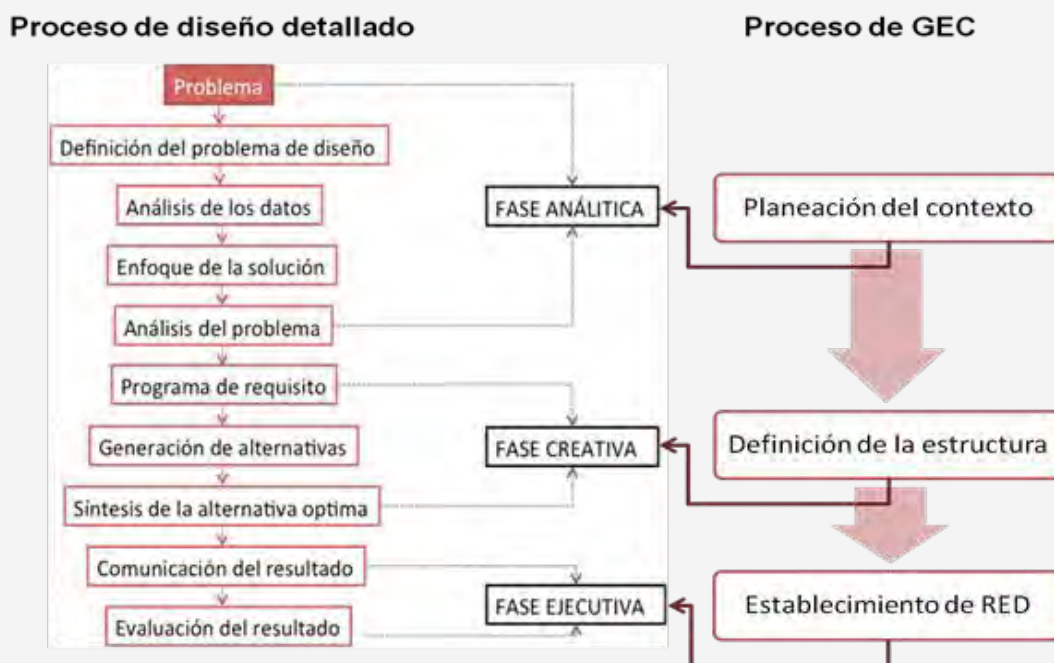 Proceso de diseño detallado
Proceso de GEC
Problema
Definición del problema de diseño
Análisis de los datos
Enfoque de la solución
Análisis del problema
Programa de requisito
Generación de alternativas
Síntesis de la alternativa optima
Comunicación del resultado
Evaluación del resultado
FASE ANÁLITICA
FASE CREATIVA
FASE EJECUTIVA
Planeación del contexto
Definición de la estructura
Establecimiento de RED